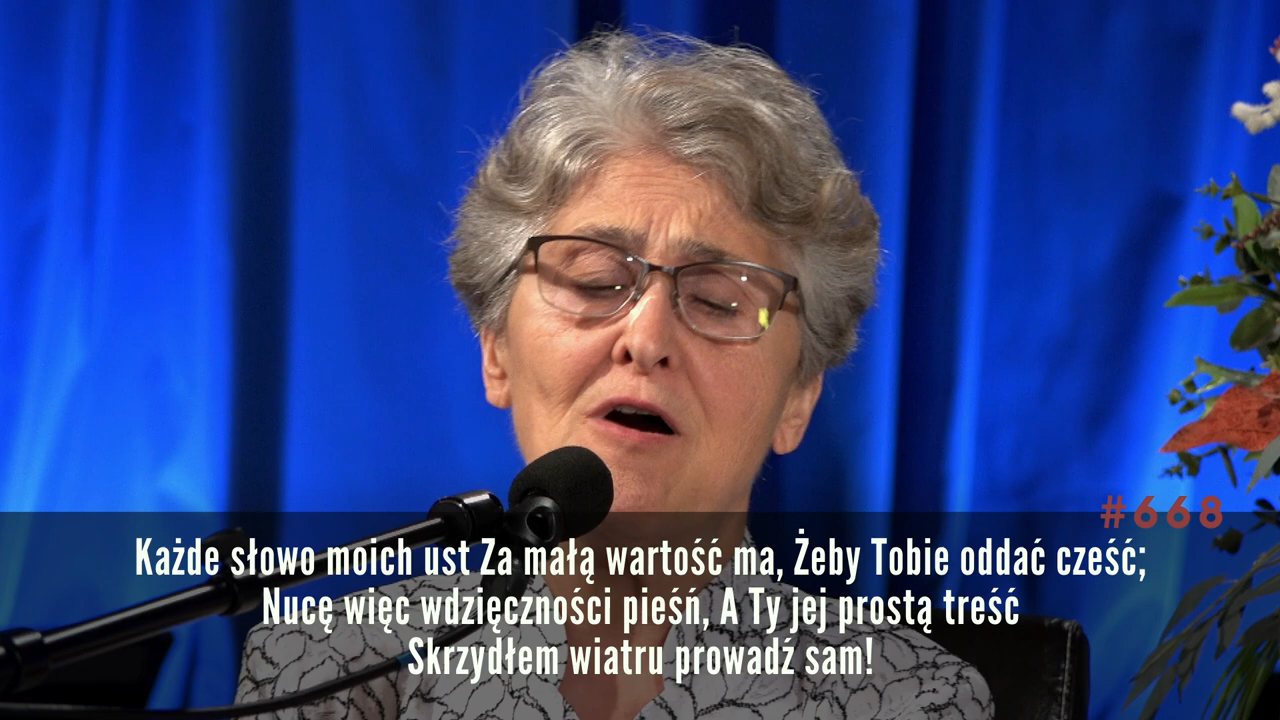 #668
Każde słowo moich ust Za małą wartość ma, Żeby Tobie oddać cześć;
Nucę więc wdzięczności pieśń, A Ty jej prostą treść
Skrzydłem wiatru prowadź sam!